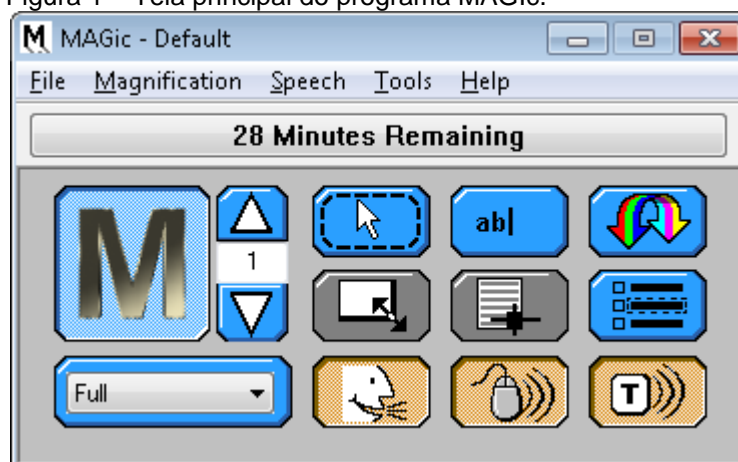 Figura 1 – Tela principal do programa MAGic.
M MAGic - Default
File Magnification Speech Tools Help
28 Minutes Remaining
M
1
ab|
Full
T